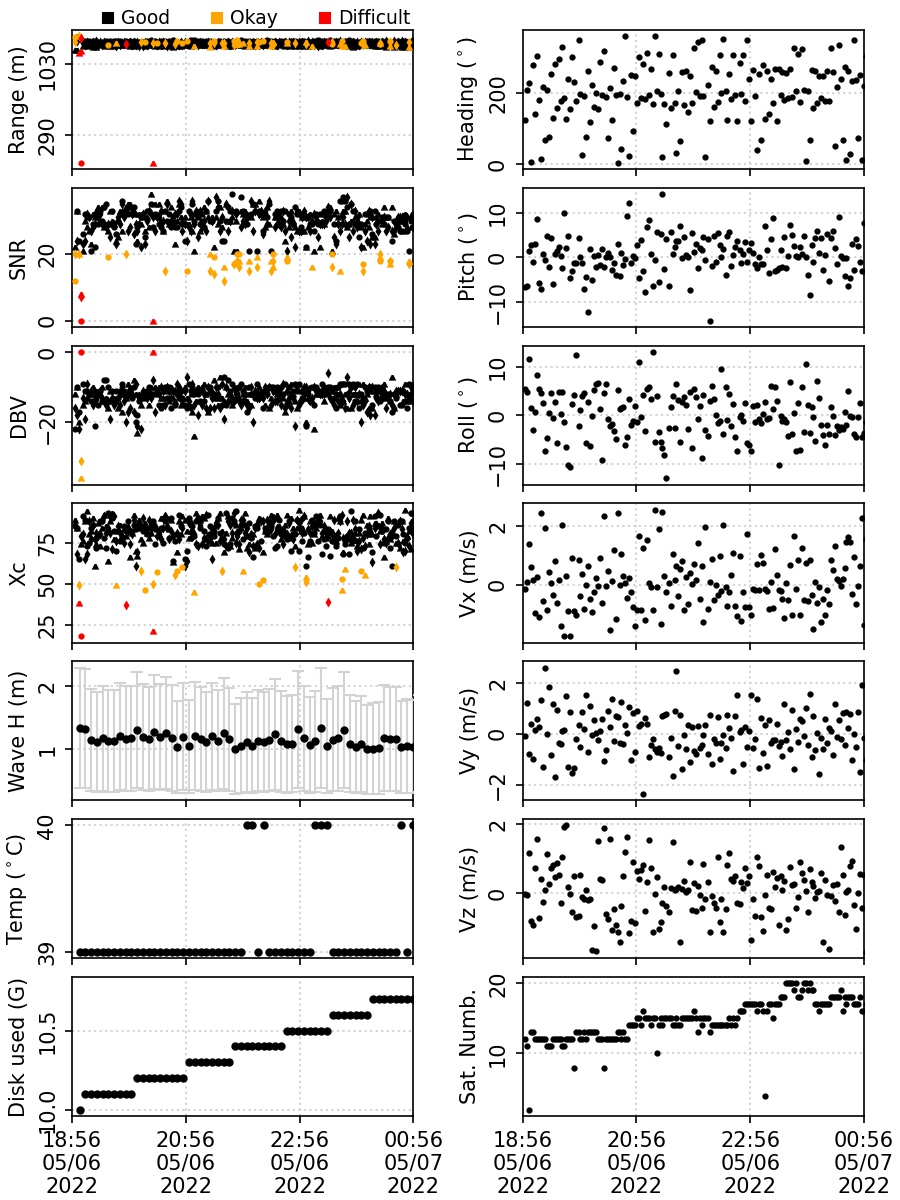 Good Okay Difficult
Range (m)
1030
290
Heading (°)
200
0
SNR
20
0
Pitch (°)
10
0
−10
DBV
0
−20
Roll (°)
10
0
−10
Xc
75
50
25
Vx (m/s)
2
0
Wave H (m)
2
1
Vy (m/s)
2
0
−2
Temp (°C)
40
39
Vz (m/s)
2
0
Disk used (G)
10.5
10.0
Sat. Numb.
20
10
18:56 20:56 22:56 00:56
05/06 05/06 05/06 05/07
2022 2022 2022 2022
18:56 20:56 22:56 00:56
05/06 05/06 05/06 05/07
2022 2022 2022 2022